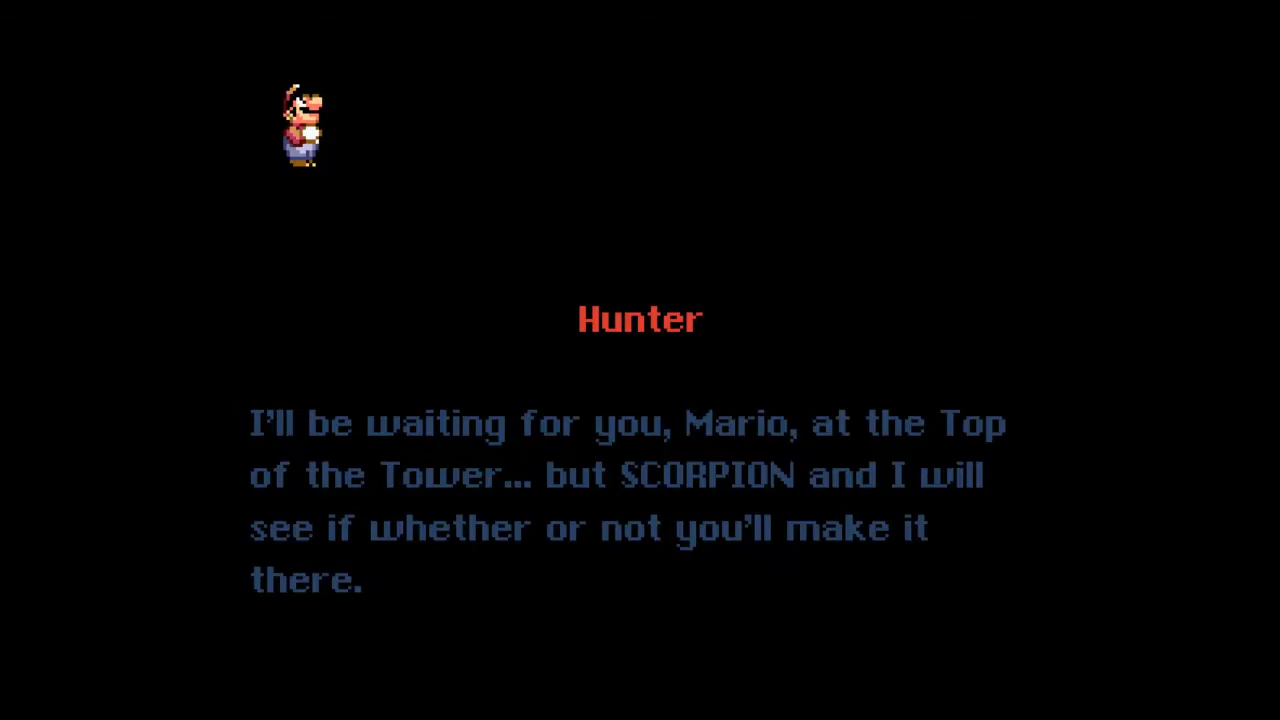 Hunter
I'll be waiting for you, Mario, at the Top
of the Tower... but SCORPION and I will
see if whether or not you'll make it
there.